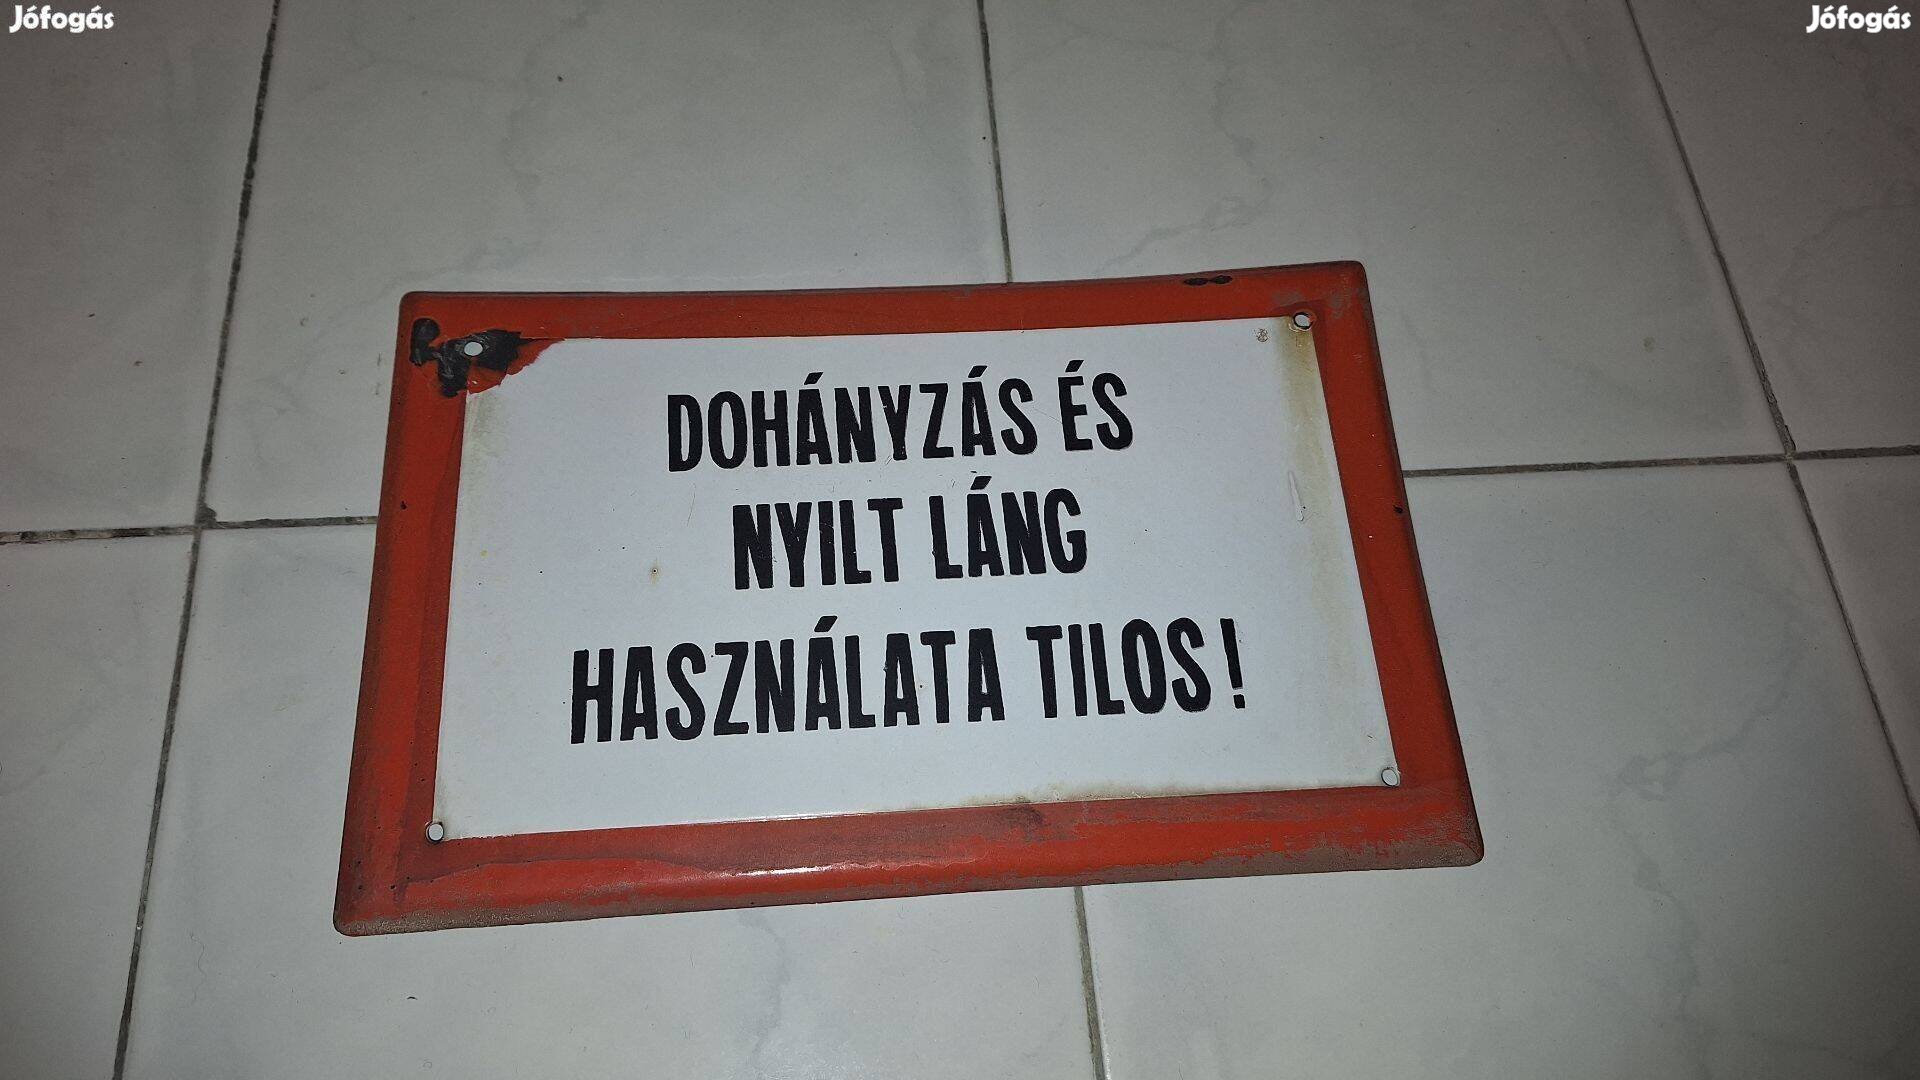 Jófogás Jófogás
DOHÁNYZÁS ÉS
NYILT LÁNG
HASZNÁLATA TILOS!